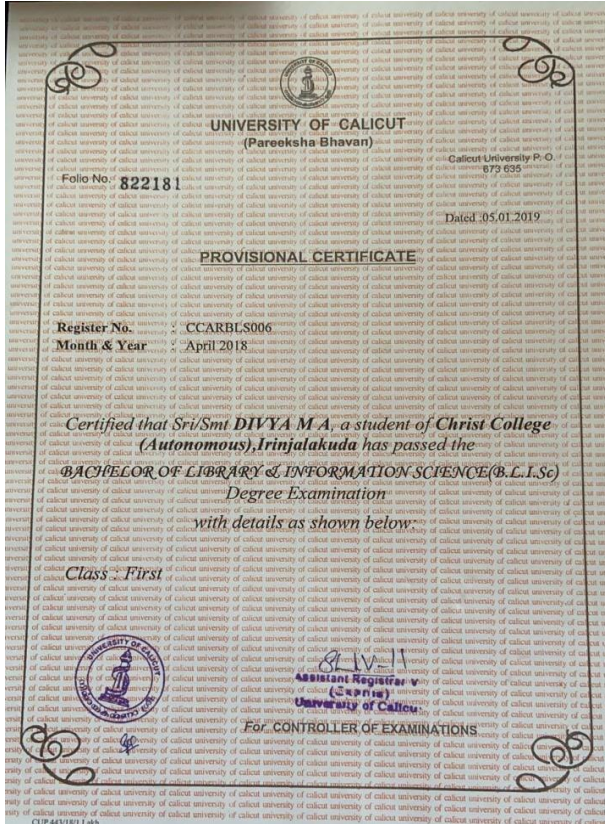 UNIVERSITY OF CALICUT
(Pareeksha Bhavan)
Calicut University P. O.
673 635
Folio No. 822181
Dated :05.01.2019
PROVISIONAL CERTIFICATE
Register No. : CCARBLS006
Month & Year : April 2018
Certified that Sri/Smt DIVYA M A, a student of Christ College
(Autonomous),Irinjalakuda has passed the
BACHELOR OF LIBRARY & INFORMATION SCIENCE(B.L.I.Sc)
Degree Examination
with details as shown below:
Class : First
UNIVERSITY OF CALICUT
Assistant Registrar V
University of Calicu
For CONTROLLER OF EXAMINATIONS